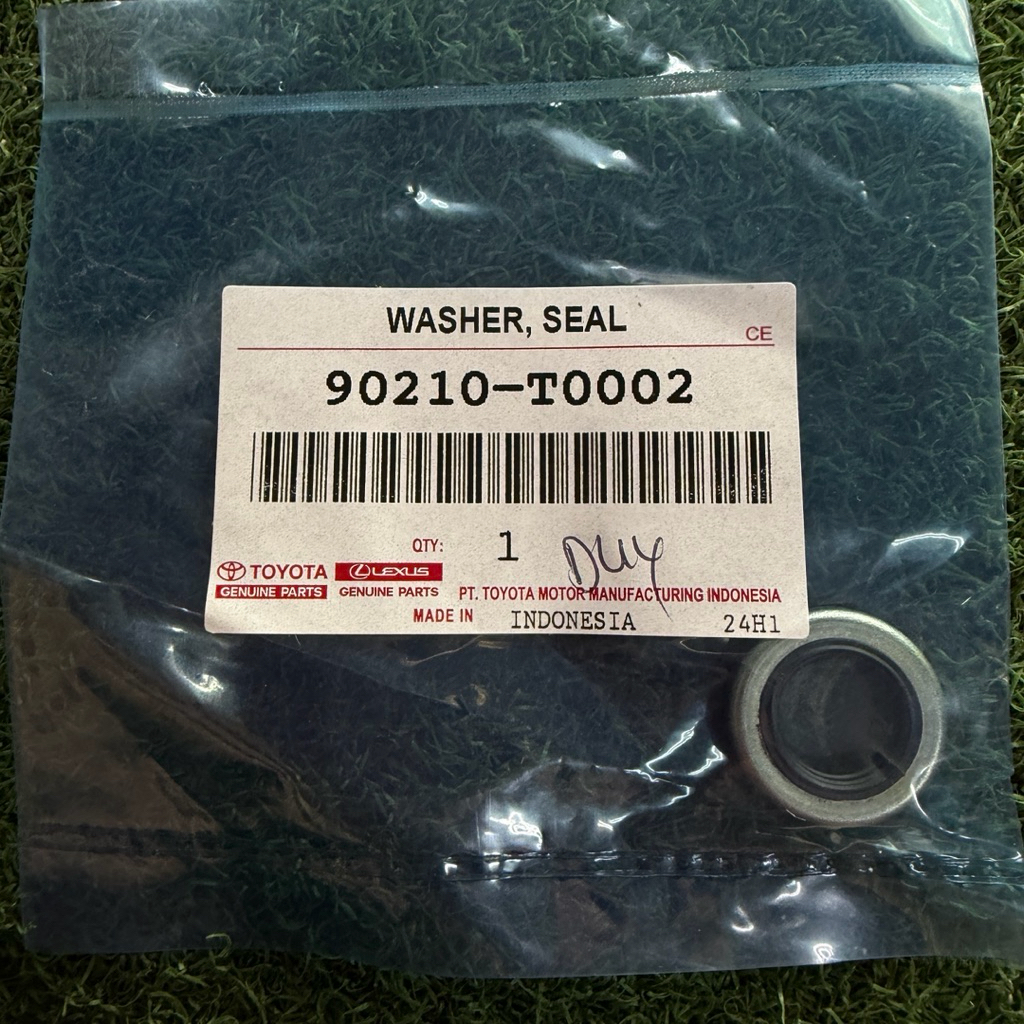 WASHER, SEAL
CE
90210-T0002
QTY: 1 DUY
TOYOTA LEXUS
GENUINE PARTS GENUINE PARTS PT. TOYOTA MOTOR MANUFACTURING INDONESIA
MADE IN INDONESIA 24H1